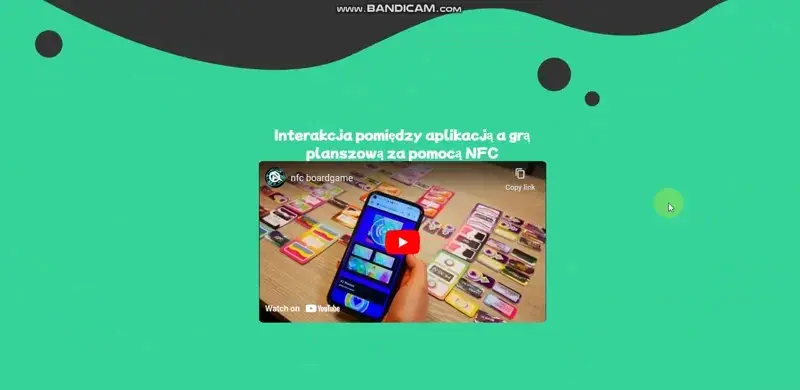 www.BANDICAM.com
Interakcja pomiędzy aplikacją a grą
planszową za pomocą NFC
nfc boardgame
Copy link
Watch on YouTube